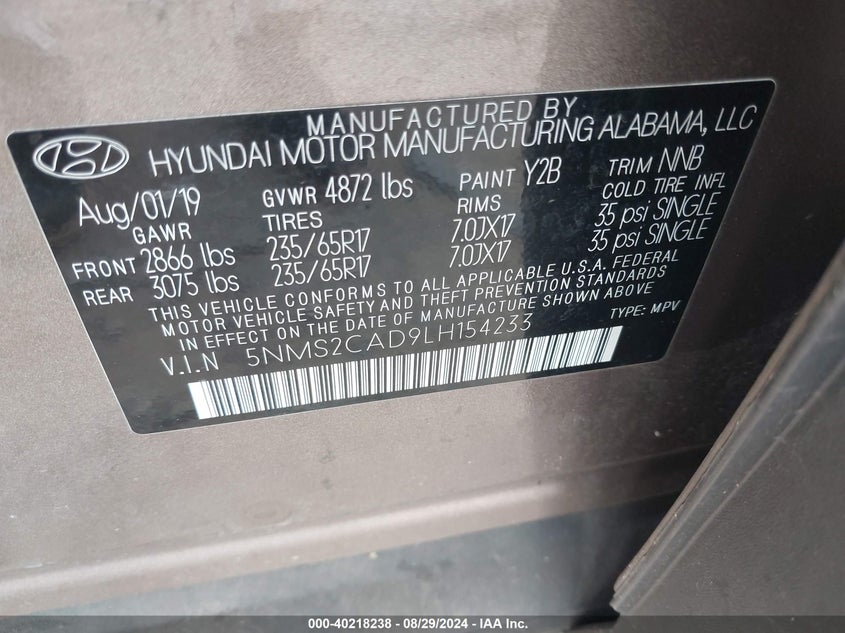 MANUFACTURED BY
HYUNDAI MOTOR MANUFACTURING ALABAMA, LLC
Aug/01/19 GVWR 4872 lbs PAINT Y2B TRIM NNB
GAWR TIRES RIMS COLD TIRE INFL
FRONT 2866 lbs 235/65R17 7.0JX17 35 psi SINGLE
REAR 3075 lbs 235/65R17 7.0JX17 35 psi SINGLE
THIS VEHICLE CONFORMS TO ALL APPLICABLE U.S.A. FEDERAL
MOTOR VEHICLE SAFETY AND THEFT PREVENTION STANDARDS
IN EFFECT ON THE DATE OF MANUFACTURE SHOWN ABOVE
V.I.N 5NMS2CAD9LH154233 TYPE: MPV
000-40218238 - 08/29/2024 - IAA Inc.